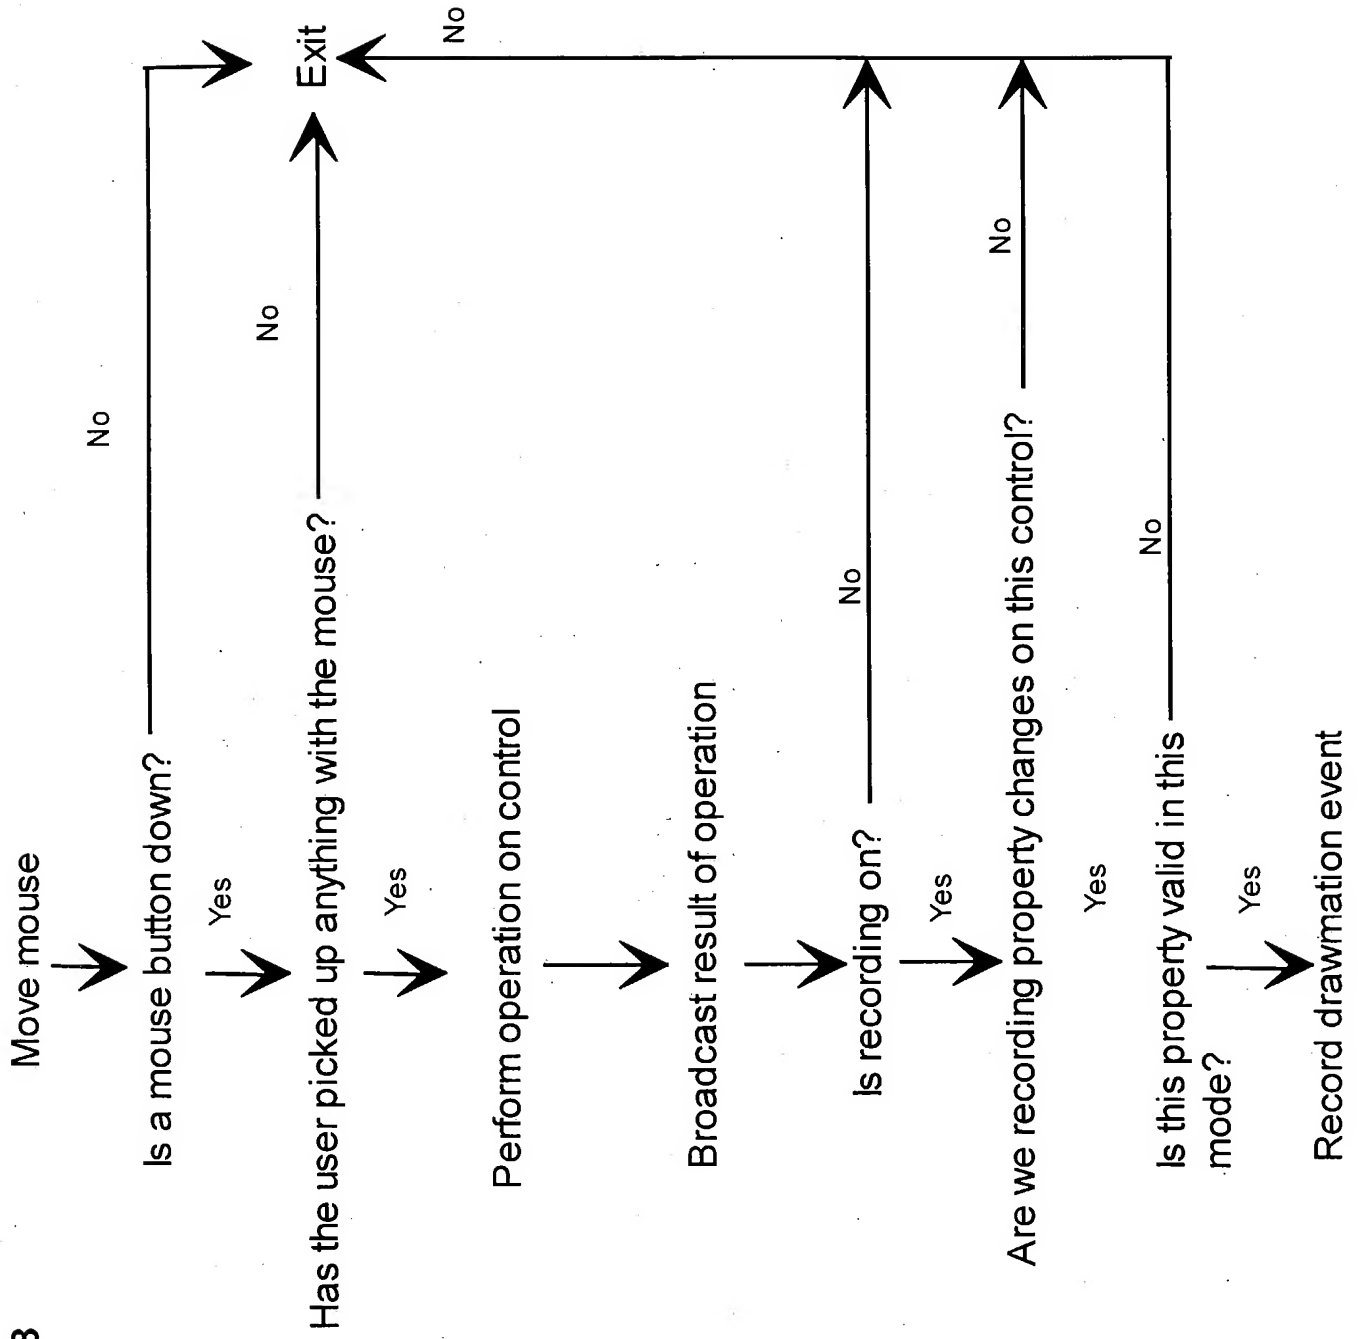 Move mouse
Is a mouse button down?
No
Yes
Has the user picked up anything with the mouse?
No
Exit
Yes
No
Perform operation on control
Broadcast result of operation
Is recording on?
No
Yes
Are we recording property changes on this control?
No
Yes
Is this property valid in this
mode?
No
Yes
Record drawmation event